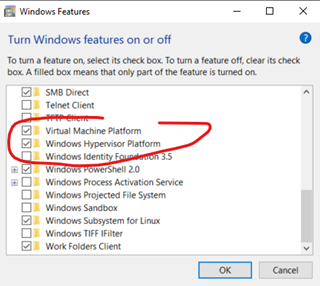 Windows Features
Turn Windows features on or off
To turn a feature on, select its check box. To turn a feature off, clear its check
box. A filled box means that only part of the feature is turned on.
SMB Direct
Telnet Client
TFTP Client
Virtual Machine Platform
Windows Hypervisor Platform
Windows Identity Foundation 3.5
Windows PowerShell 2.0
Windows Process Activation Service
Windows Projected File System
Windows Sandbox
Windows Subsystem for Linux
Windows TIFF IFilter
Work Folders Client
OK
Cancel